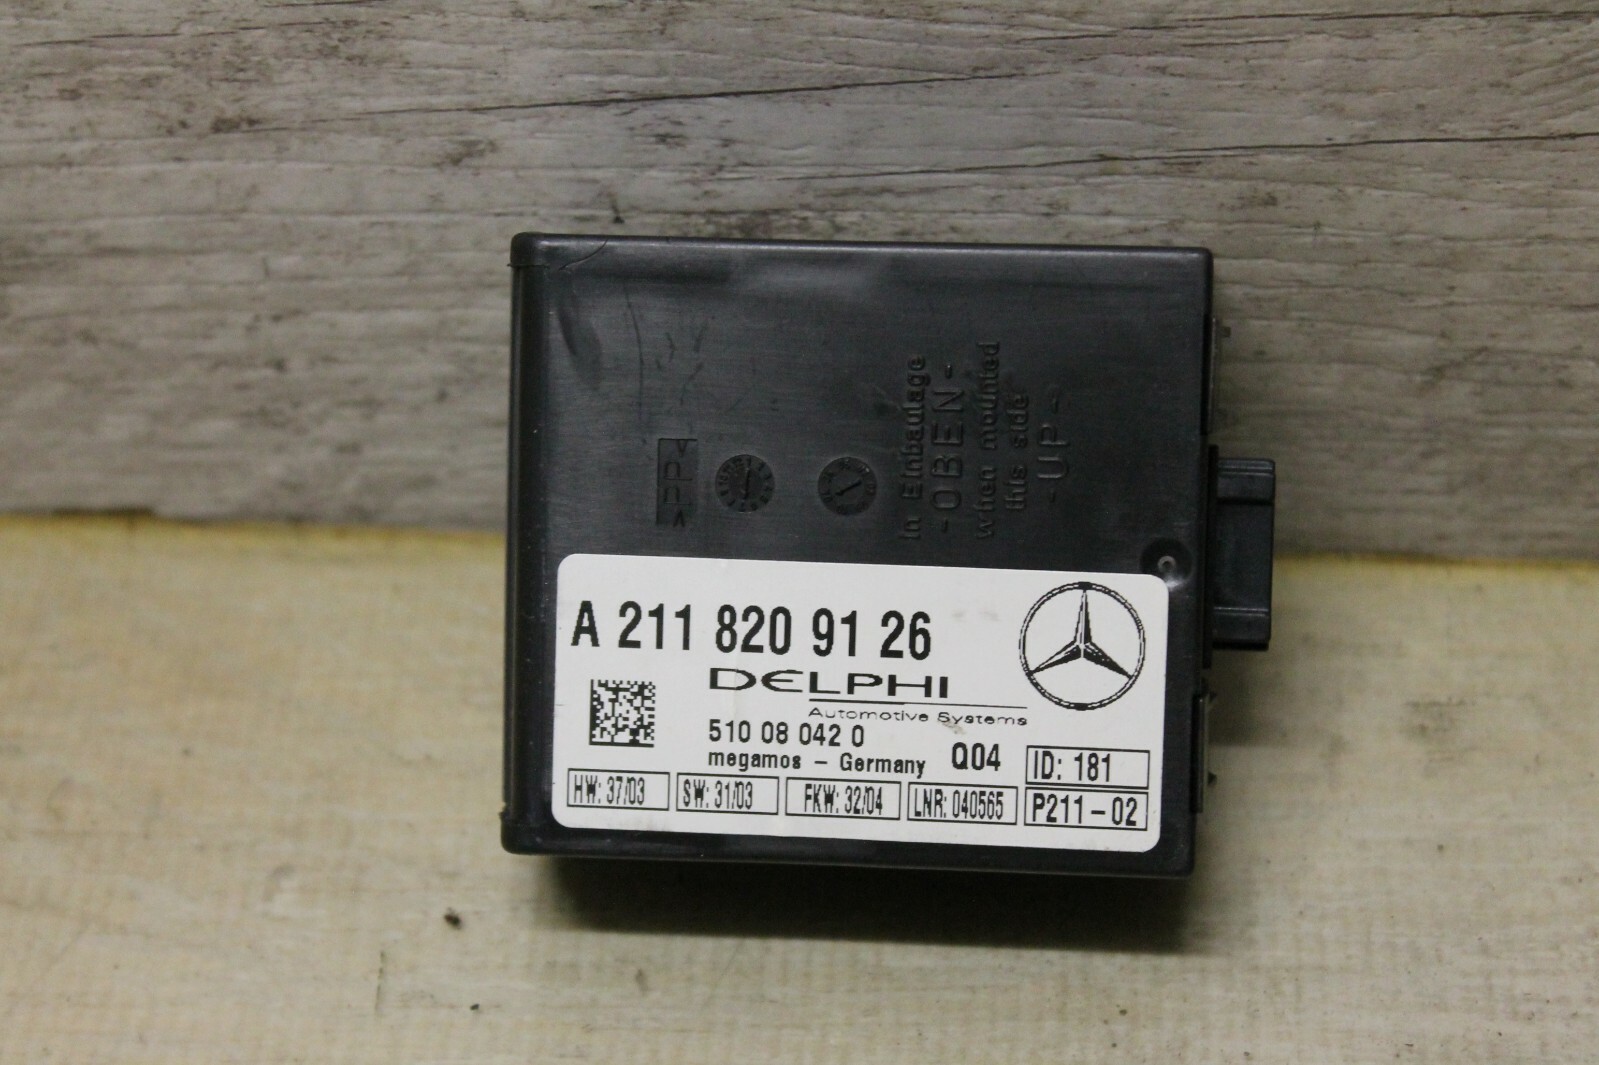 >PP<
In Einbaulage
-OBEN-
when mounted
this side
-UP-
A 211 820 91 26
DELPHI
Automotive Systems
510 08 042 0
megamos - Germany
Q04
ID: 181
HW: 37/03
SW: 31/03
FKW: 32/04
LNR: 040565
P211-02